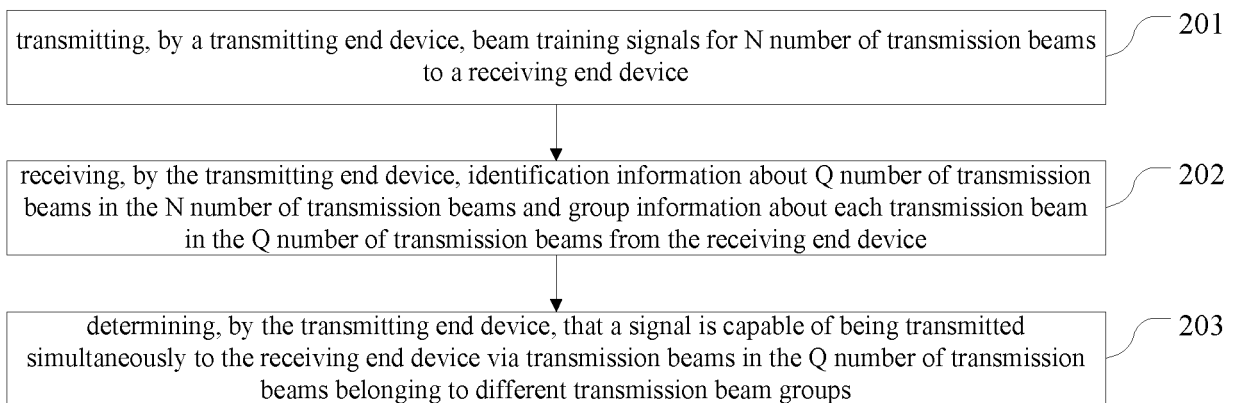 transmitting, by a transmitting end device, beam training signals for N number of transmission beams
to a receiving end device
201
receiving, by the transmitting end device, identification information about Q number of transmission
beams in the N number of transmission beams and group information about each transmission beam
in the Q number of transmission beams from the receiving end device
202
determining, by the transmitting end device, that a signal is capable of being transmitted
simultaneously to the receiving end device via transmission beams in the Q number of transmission
beams belonging to different transmission beam groups
203